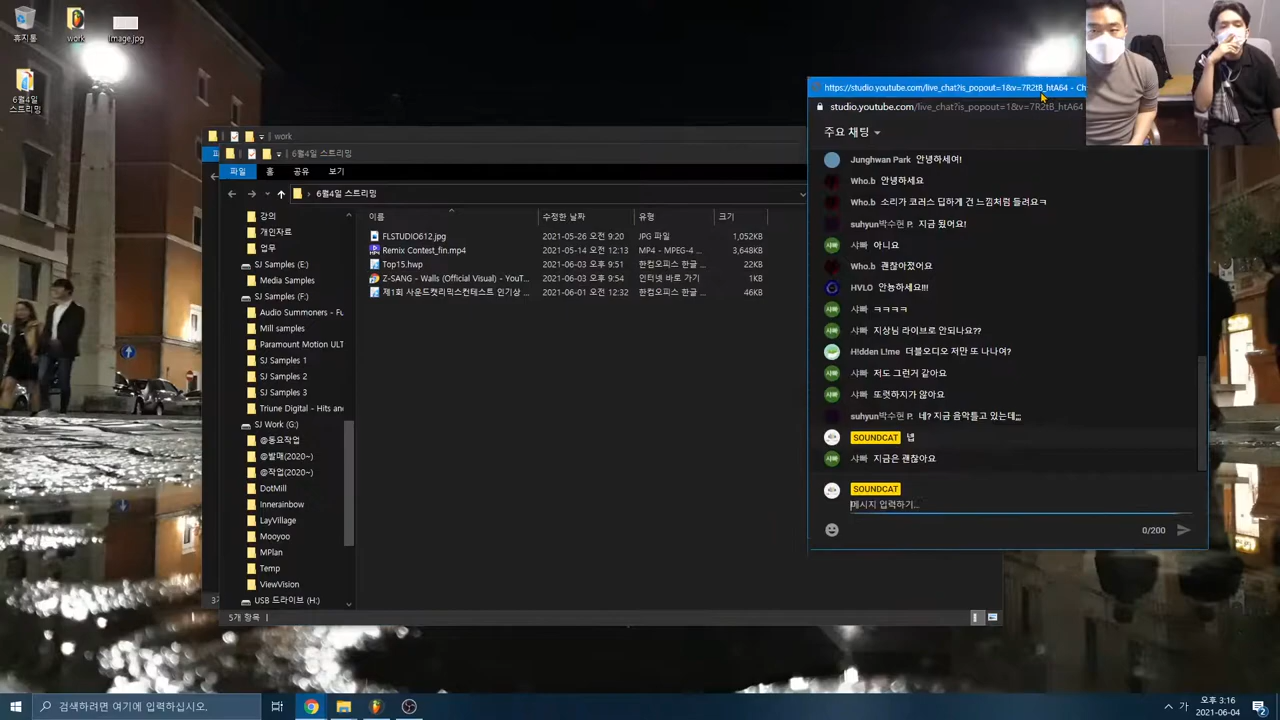 휴지통
work
Image.jpg
6월4일
스트리밍
work
6월4일 스트리밍
파일
홈
공유
보기
6월4일 스트리밍
이름
수정한 날짜
유형
크기
강의
개인자료
업무
SJ Samples (E:)
Media Samples
SJ Samples (F:)
Audio Summoners - Fu
Mill samples
Paramount Motion ULT
SJ Samples 1
SJ Samples 2
SJ Samples 3
Triune Digital - Hits and
SJ Work (G:)
@동요작업
@발매(2020~)
@작업(2020~)
DotMill
Innerainbow
LayVillage
Mooyoo
MPlan
Temp
ViewVision
USB 드라이브 (H:)
FLSTUDIO612.jpg 2021-05-26 오전 9:20 JPG 파일 1,052KB
Remix Contest_fin.mp4 2021-05-14 오후 12:13 MP4 - MPEG-4 ... 3,648KB
Top15.hwp 2021-06-03 오후 9:51 한컴오피스 한글 ... 22KB
Z-SANG - Walls (Official Visual) - YouT... 2021-06-03 오후 9:54 인터넷 바로 가기 1KB
제1회 사운드캣리믹스컨테스트 인기상 ... 2021-06-01 오전 12:32 한컴오피스 한글 ... 46KB
5개 항목
https://studio.youtube.com/live_chat?is_popout=1&v=7R2tB_htA64 - Ch
studio.youtube.com/live_chat?is_popout=1&v=7R2tB_htA64
주요 채팅
Junghwan Park 안녕하세여!
Who.b 안녕하세요
Who.b 소리가 코러스 딥하게 건 느낌처럼 들려요ㅋ
suhyun박수현 P. 지금 됐어요!
샤빠 아니요
Who.b 괜찮아졌어요
HVLO 안뇽하세요!!!
샤빠 ㅋㅋㅋㅋ
샤빠 지상님 라이브로 안되나요??
H!dden L!me 더블오디오 저만 또 나나여?
샤빠 저도 그런거 같아요
샤빠 또렷하지가 않아요
suhyun박수현 P. 네? 지금 음악틀고 있는데;;;
SOUNDCAT 넵
샤빠 지금은 괜찮아요
SOUNDCAT
메시지 입력하기...
0/200
검색하려면 여기에 입력하십시오.
가
오후 3:16
2021-06-04
2